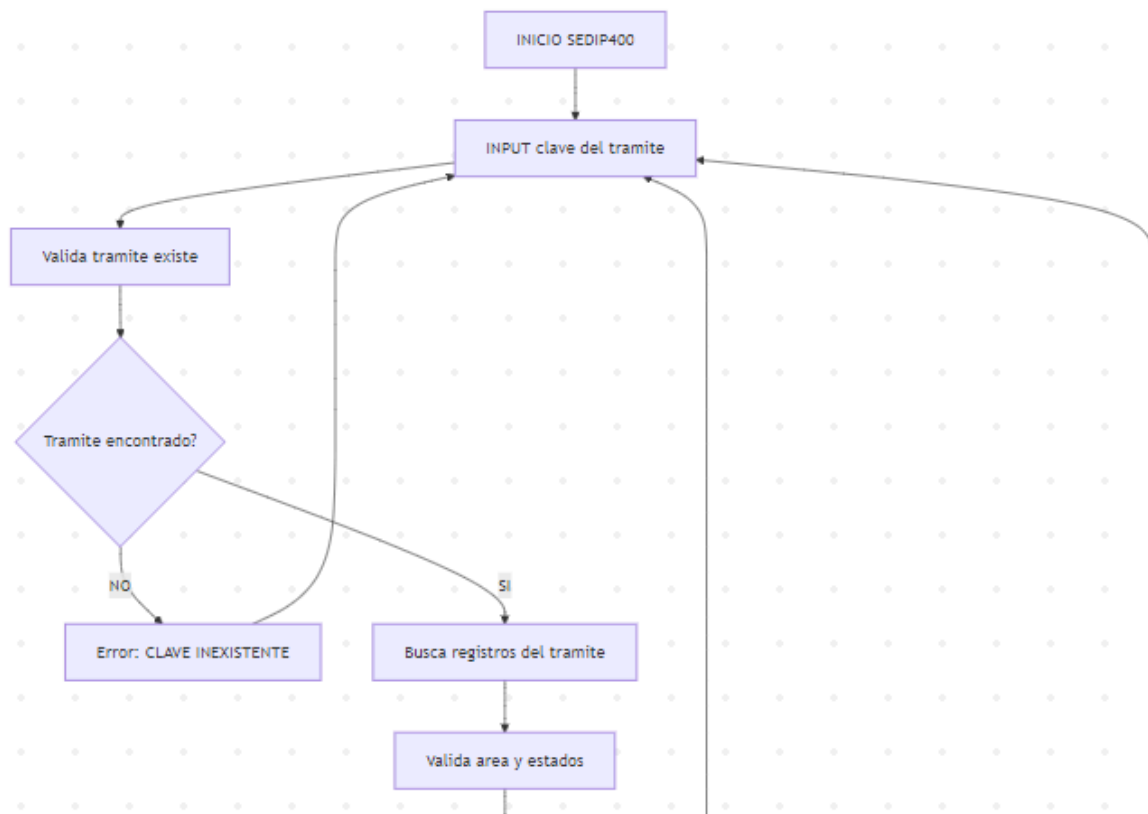 INICIO SEDIP400
INPUT clave del tramite
Valida tramite existe
Tramite encontrado?
NO
SI
Error: CLAVE INEXISTENTE
Busca registros del tramite
Valida area y estados